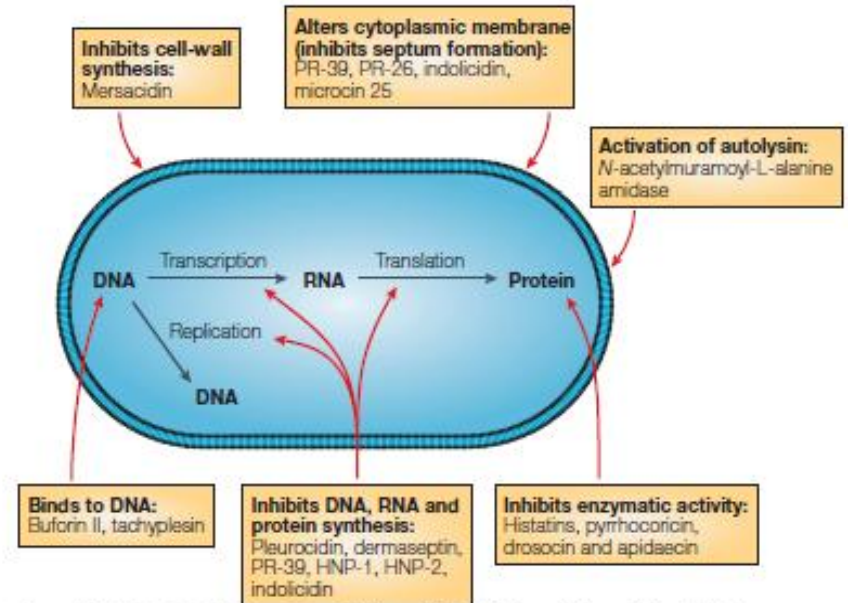 Inhibits cell-wall
synthesis:
Mersacidin
Alters cytoplasmic membrane
(inhibits septum formation):
PR-39, PR-26, indolicidin,
microcin 25
Activation of autolysin:
N-acetylmuramoyl-L-alanine
amidase
Transcription
Translation
DNA
RNA
Protein
Replication
DNA
Binds to DNA:
Buforin II, tachyplesin
Inhibits DNA, RNA and
protein synthesis:
Pleurocidin, dermaseptin,
PR-39, HNP-1, HNP-2,
indolicidin
Inhibits enzymatic activity:
Histatins, pyrrhocoricin,
drosocin and apidaecin